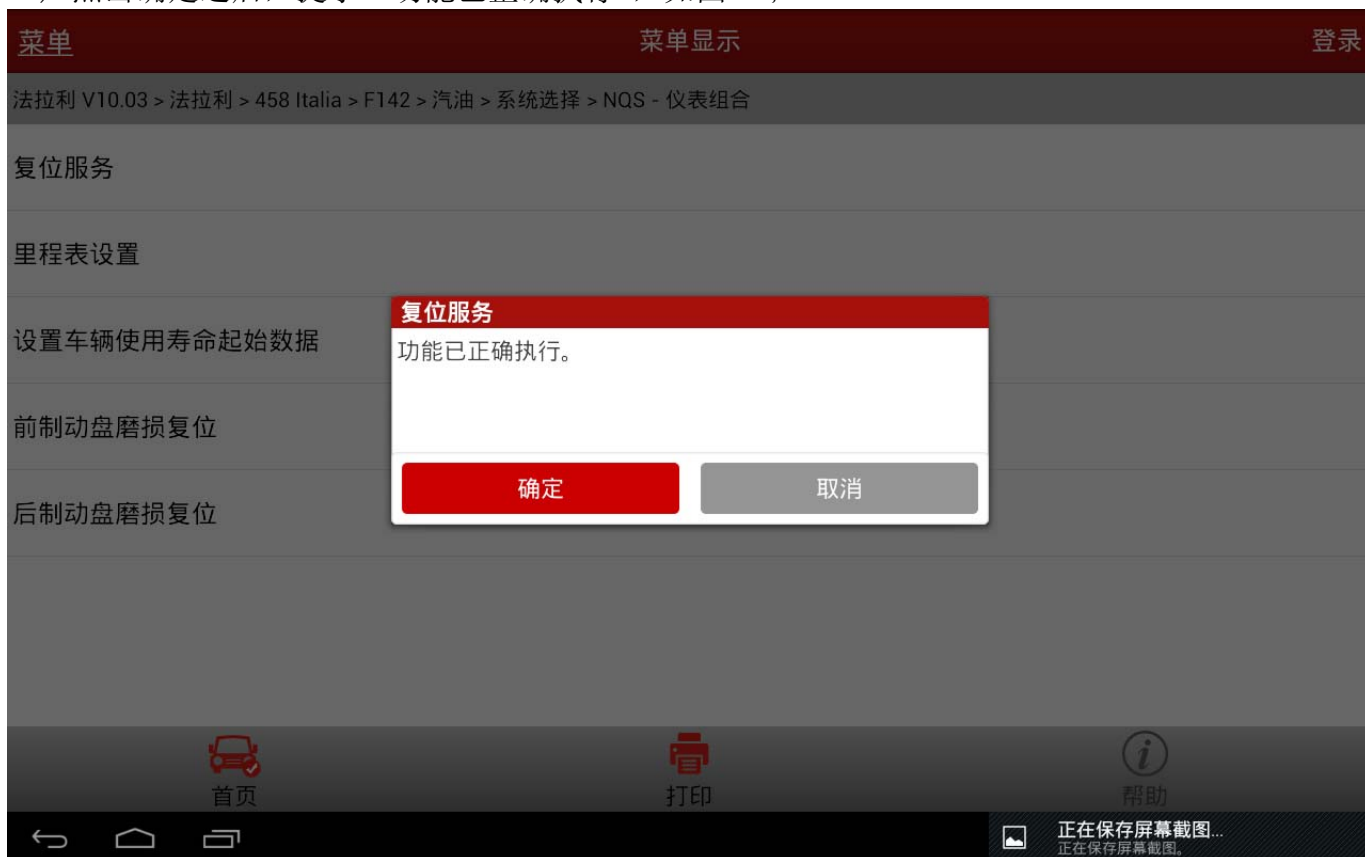 菜单
菜单显示
登录
法拉利 V10.03 > 法拉利 > 458 Italia > F142 > 汽油 > 系统选择 > NQS - 仪表组合
复位服务
里程表设置
设置车辆使用寿命起始数据
前制动盘磨损复位
后制动盘磨损复位
复位服务
功能已正确执行。
确定
取消
首页
打印
帮助
正在保存屏幕截图...
正在保存屏幕截图。